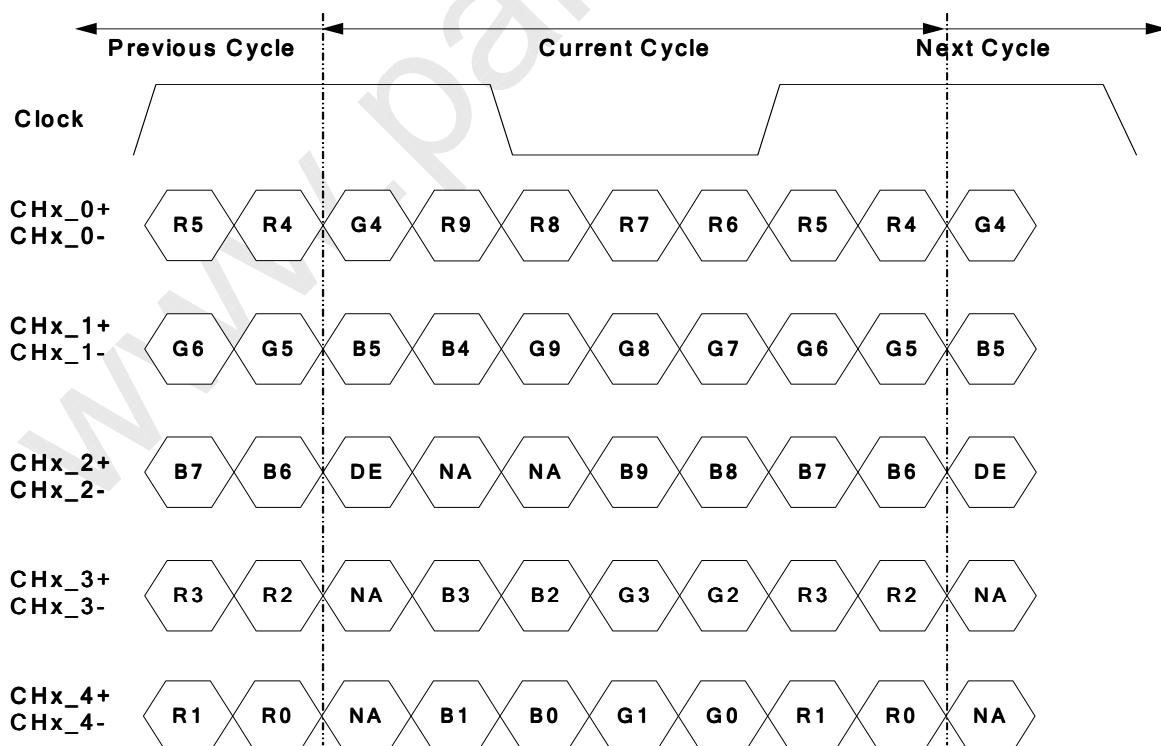 Previous Cycle Current Cycle Next Cycle
Clock
CHx_0+
CHx_0-
R5 R4 G4 R9 R8 R7 R6 R5 R4 G4
CHx_1+
CHx_1-
G6 G5 B5 B4 G9 G8 G7 G6 G5 B5
CHx_2+
CHx_2-
B7 B6 DE NA NA B9 B8 B7 B6 DE
CHx_3+
CHx_3-
R3 R2 NA B3 B2 G3 G2 R3 R2 NA
CHx_4+
CHx_4-
R1 R0 NA B1 B0 G1 G0 R1 R0 NA
www.pa